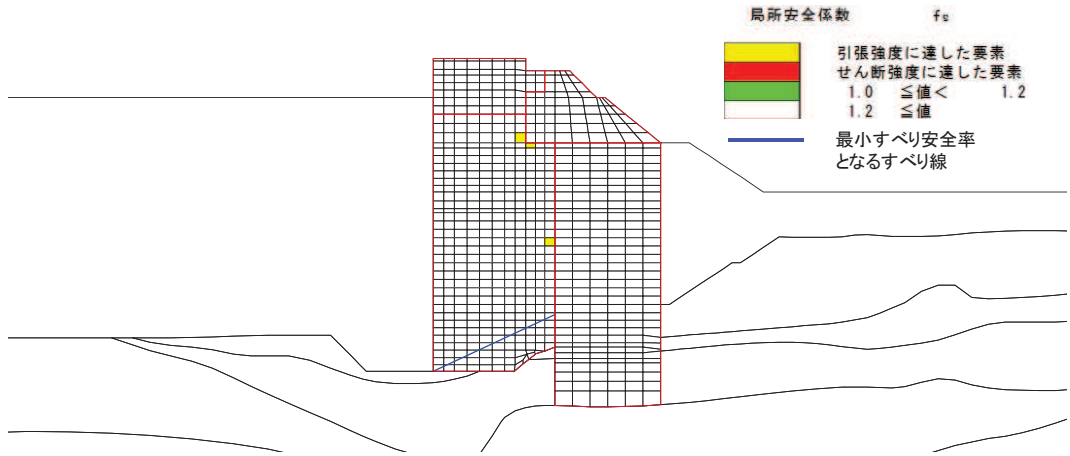 局所安全係数 fs
引張強度に達した要素
せん断強度に達した要素
1.0 ≦値< 1.2
1.2 ≦値
最小すべり安全率
となるすべり線